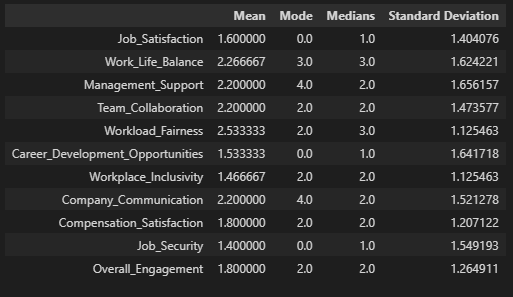 Mean Mode Medians Standard Deviation
Job_Satisfaction 1.600000 0.0 1.0 1.404076
Work_Life_Balance 2.266667 3.0 3.0 1.624221
Management_Support 2.200000 4.0 2.0 1.656157
Team_Collaboration 2.200000 2.0 2.0 1.473577
Workload_Fairness 2.533333 2.0 3.0 1.125463
Career_Development_Opportunities 1.533333 0.0 1.0 1.641718
Workplace_Inclusivity 1.466667 2.0 2.0 1.125463
Company_Communication 2.200000 4.0 2.0 1.521278
Compensation_Satisfaction 1.800000 2.0 2.0 1.207122
Job_Security 1.400000 0.0 1.0 1.549193
Overall_Engagement 1.800000 2.0 2.0 1.264911